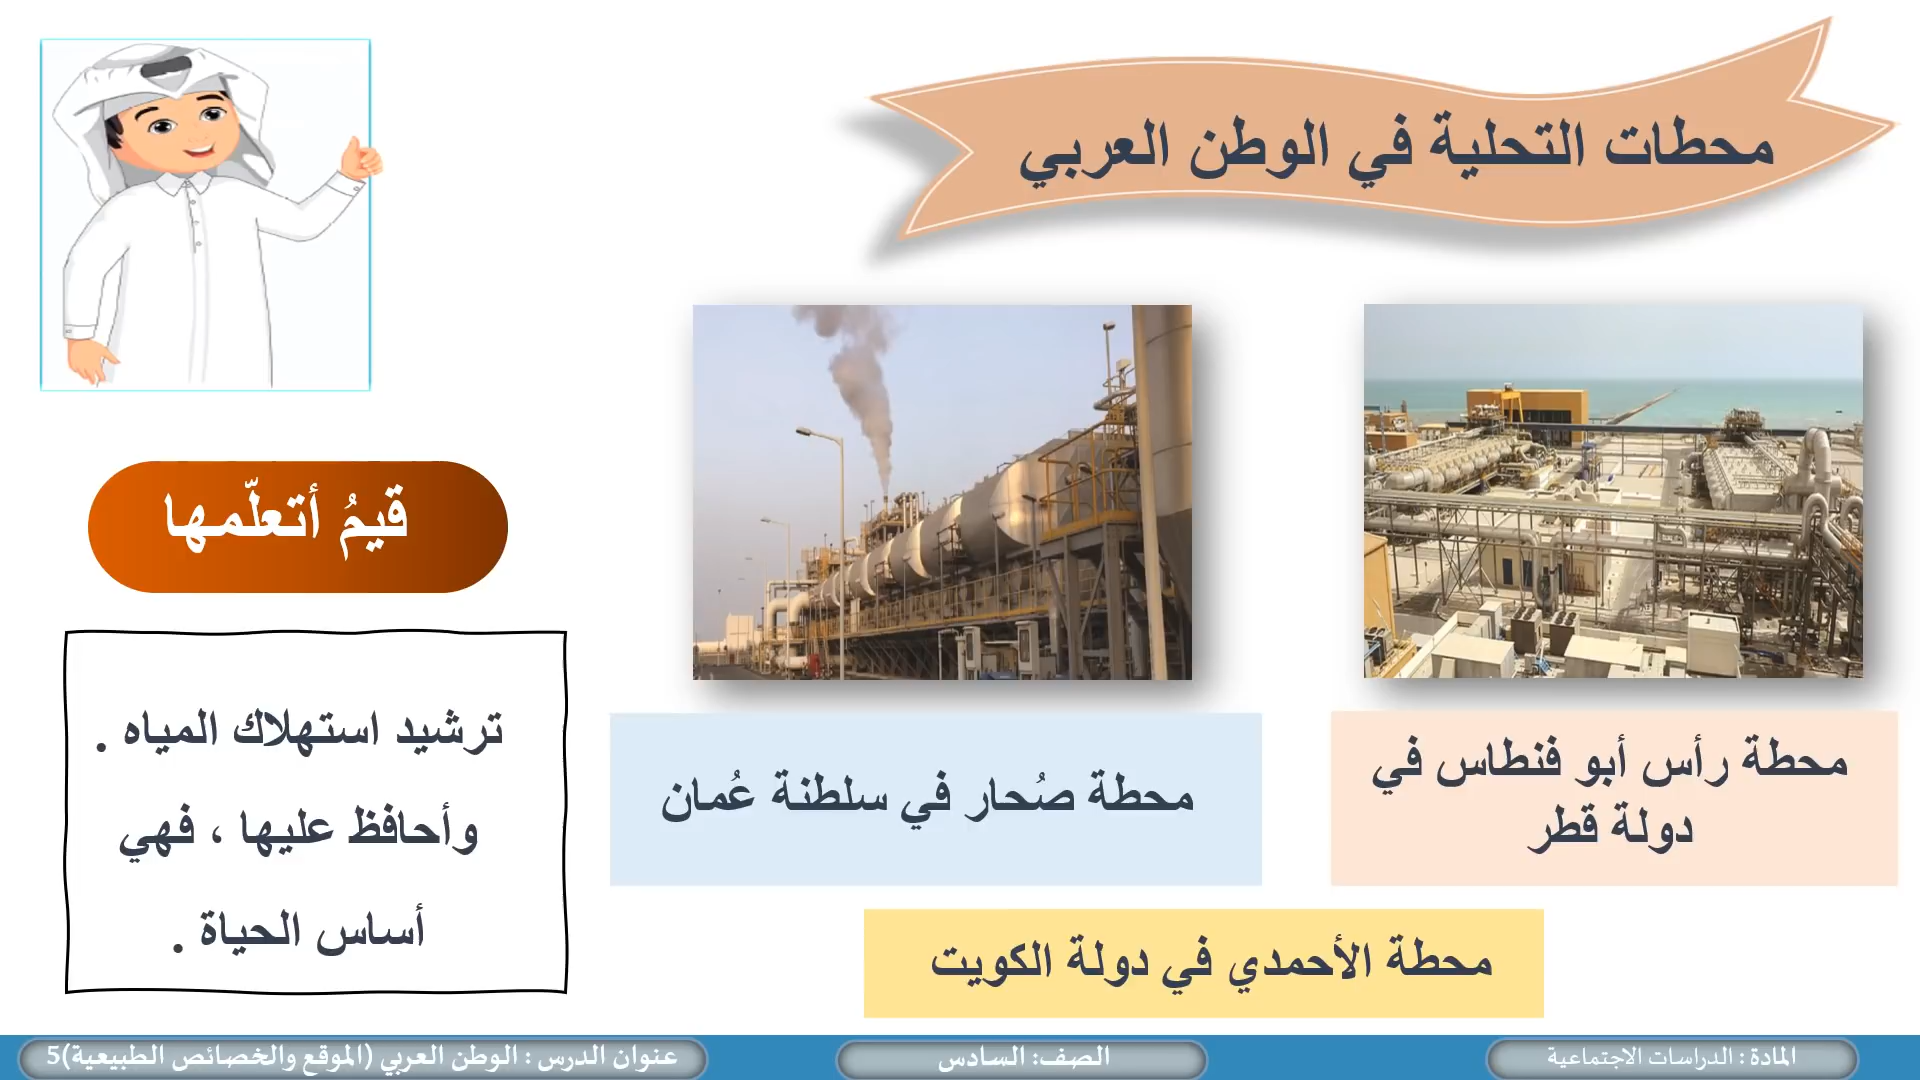 محطات التحلية في الوطن العربي
محطة رأس أبو فنطاس في
دولة قطر
محطة صُحار في سلطنة عُمان
محطة الأحمدي في دولة الكويت
قيمُ أتعلّمها
ترشيد استهلاك المياه .
وأحافظ عليها ، فهي
أساس الحياة .
المادة : الدراسات الاجتماعية
الصف: السادس
عنوان الدرس : الوطن العربي (الموقع والخصائص الطبيعية)5